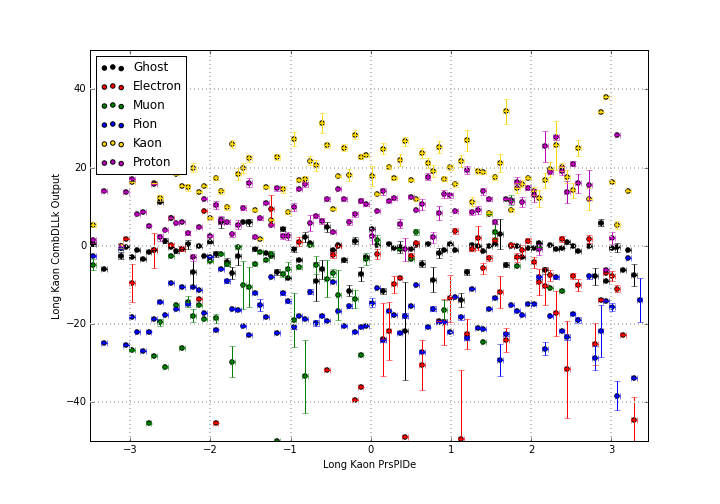 Ghost
Electron
Muon
Pion
Kaon
Proton
40
20
0
−20
−40
−3
−2
−1
0
1
2
3
Long Kaon CombDLLk Output
Long Kaon PrsPIDe